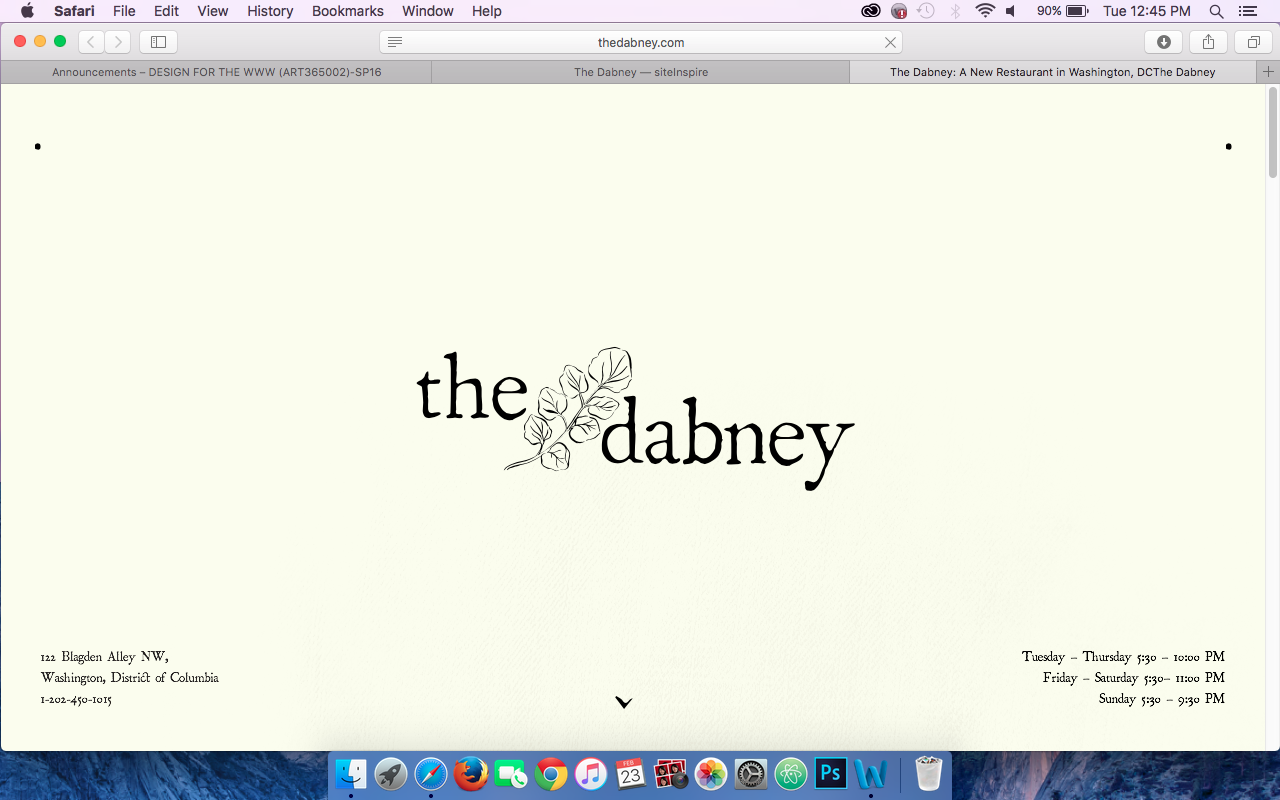 Safari File Edit View History Bookmarks Window Help 90% Tue 12:45 PM
thedabney.com
Announcements – DESIGN FOR THE WWW (ART365002)-SP16
The Dabney — siteInspire
The Dabney: A New Restaurant in Washington, DCThe Dabney
the dabney
122 Blagden Alley NW,
Washington, District of Columbia
1-202-450-1015
Tuesday – Thursday 5:30 – 10:00 PM
Friday – Saturday 5:30– 11:00 PM
Sunday 5:30 – 9:30 PM
FEB
23
Ps